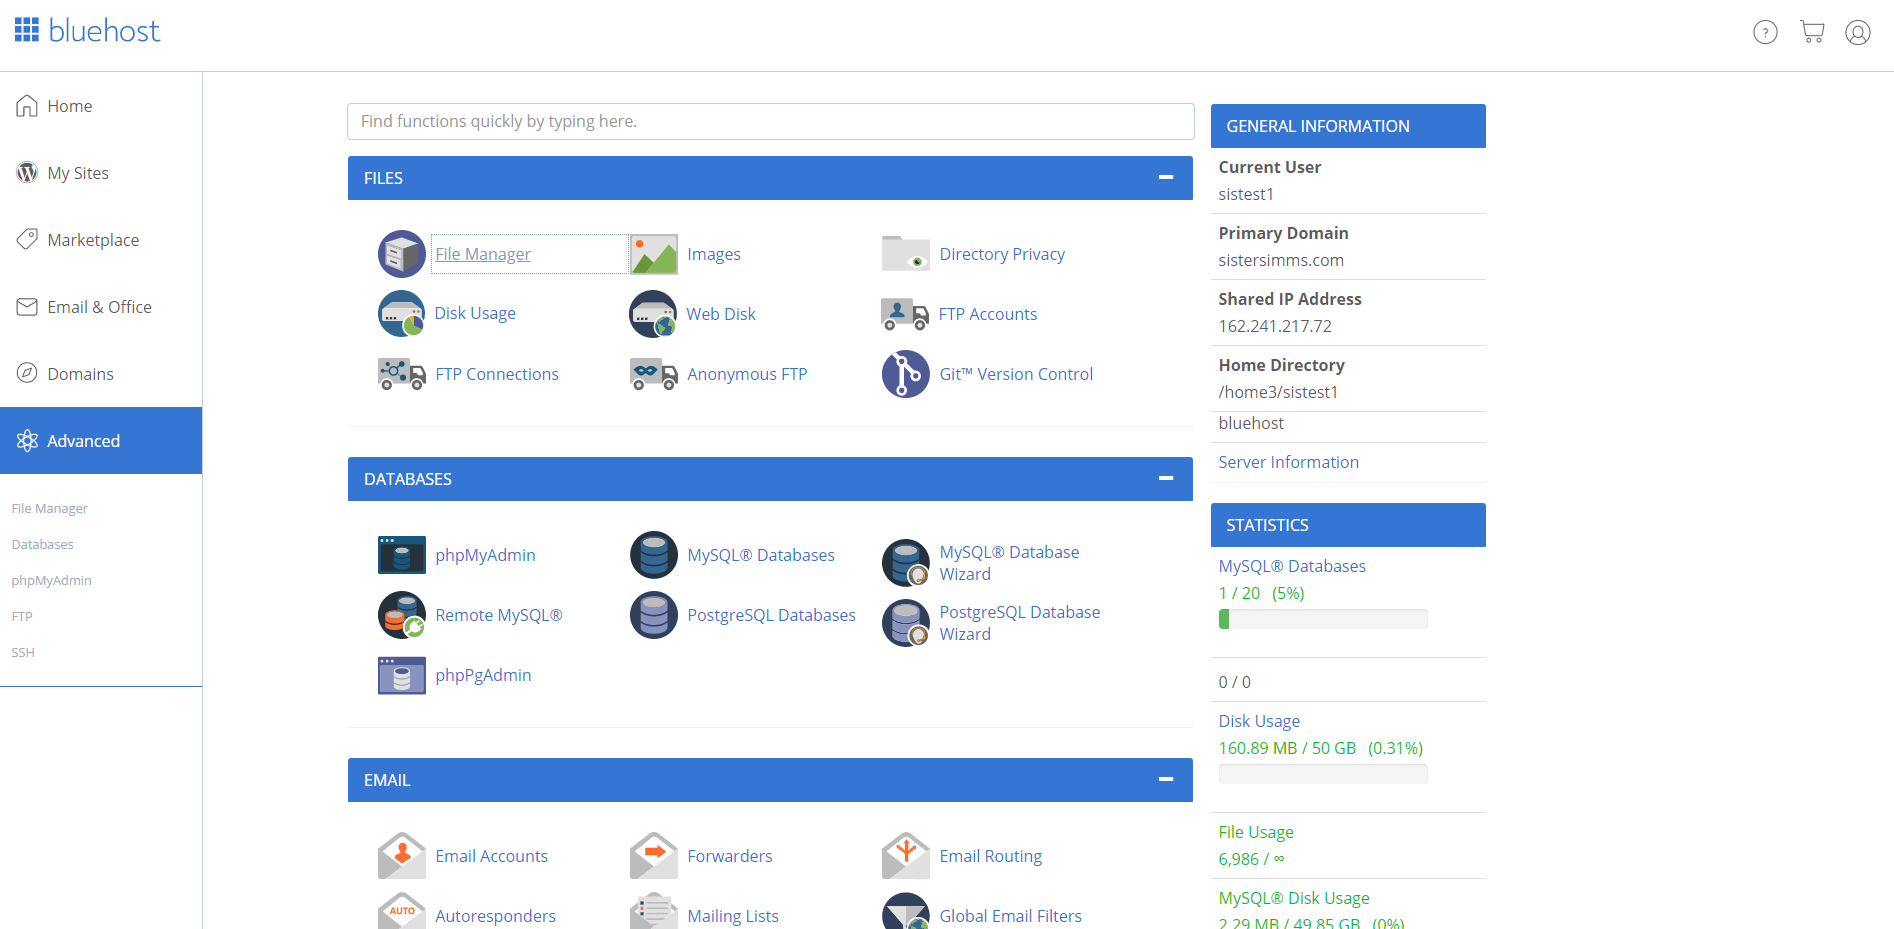 bluehost
?
Home
My Sites
Marketplace
Email & Office
Domains
Advanced
File Manager
Databases
phpMyAdmin
FTP
SSH
Find functions quickly by typing here.
FILES
File Manager
Images
Directory Privacy
Disk Usage
Web Disk
FTP Accounts
FTP Connections
Anonymous FTP
Git™ Version Control
DATABASES
phpMyAdmin
MySQL® Databases
MySQL® Database
Wizard
Remote MySQL®
PostgreSQL Databases
PostgreSQL Database
Wizard
phpPgAdmin
EMAIL
Email Accounts
Forwarders
Email Routing
AUTO
Autoresponders
Mailing Lists
Global Email Filters
GENERAL INFORMATION
Current User
sistest1
Primary Domain
sistersimms.com
Shared IP Address
162.241.217.72
Home Directory
/home3/sistest1
bluehost
Server Information
STATISTICS
MySQL® Databases
1 / 20 (5%)
0 / 0
Disk Usage
160.89 MB / 50 GB (0.31%)
File Usage
6,986 / ∞
MySQL® Disk Usage
2.29 MB / 49.85 GB (0%)